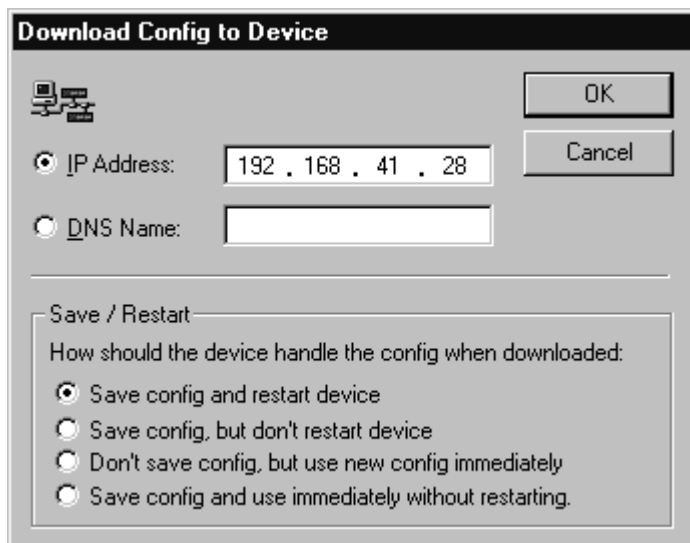 Download Config to Device
OK
IP Address: 192 . 168 . 41 . 28
Cancel
DNS Name:
Save / Restart
How should the device handle the config when downloaded:
Save config and restart device
Save config, but don't restart device
Don't save config, but use new config immediately
Save config and use immediately without restarting.